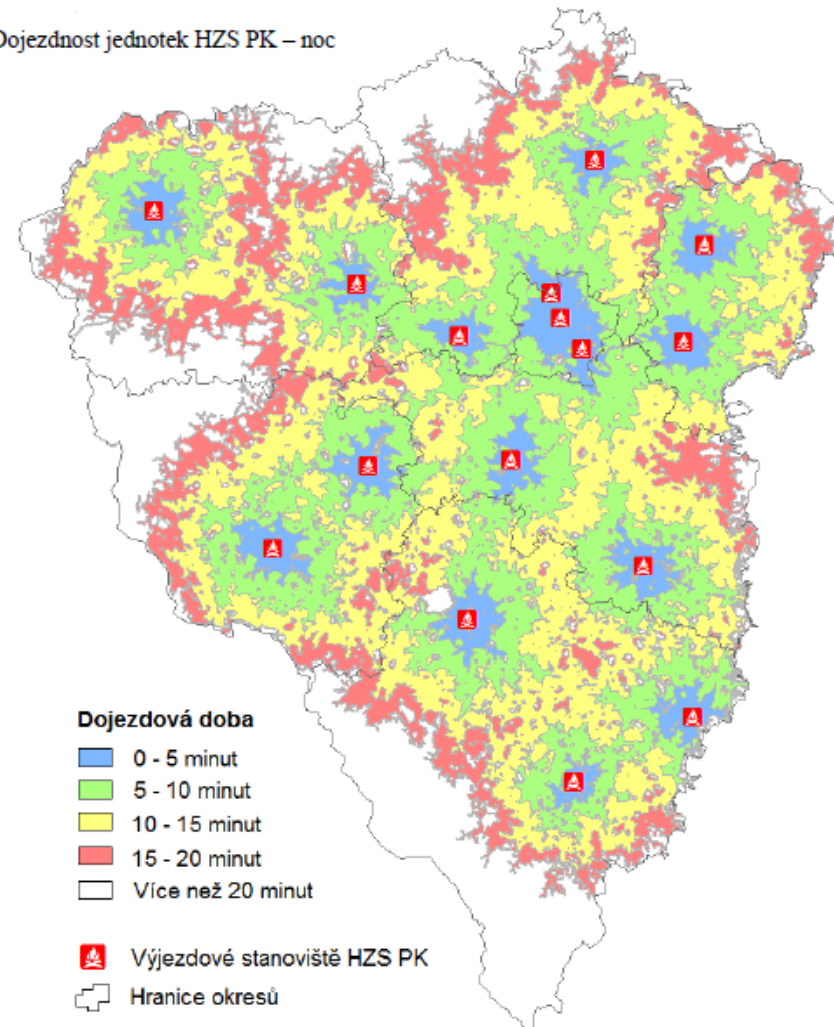 Dojezdnost jednotek HZS PK – noc
Dojezdová doba
0 - 5 minut
5 - 10 minut
10 - 15 minut
15 - 20 minut
Více než 20 minut
Výjezdové stanoviště HZS PK
Hranice okresů